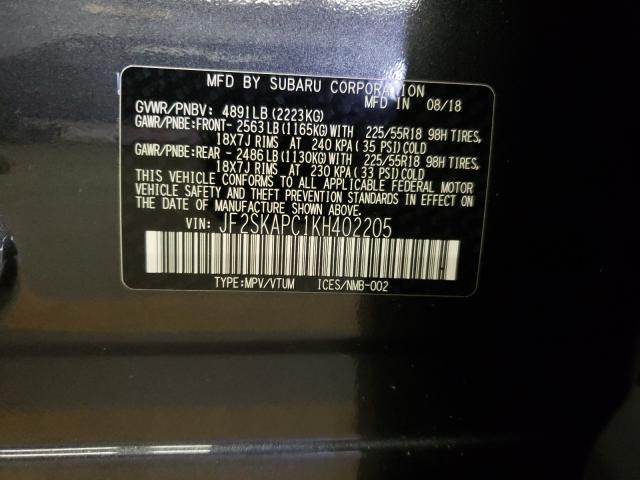 MFD BY SUBARU CORPORATION
MFD IN 08/18
GVWR/PNBV: 4891LB(2223KG)
GAWR/PNBE:FRONT- 2563LB(1165KG)WITH 225/55R18 98H TIRES,
18X7J RIMS AT 240 KPA( 35 PSI)COLD
GAWR/PNBE:REAR - 2486LB(1130KG)WITH 225/55R18 98H TIRES,
18X7J RIMS AT 230 KPA( 33 PSI)COLD
THIS VEHICLE CONFORMS TO ALL APPLICABLE FEDERAL MOTOR
VEHICLE SAFETY AND THEFT PREVENTION STANDARDS IN EFFECT ON
THE DATE OF MANUFACTURE SHOWN ABOVE.
VIN: JF2SKAPC1KH402205
TYPE:MPV/VTUM ICES/NMB-002